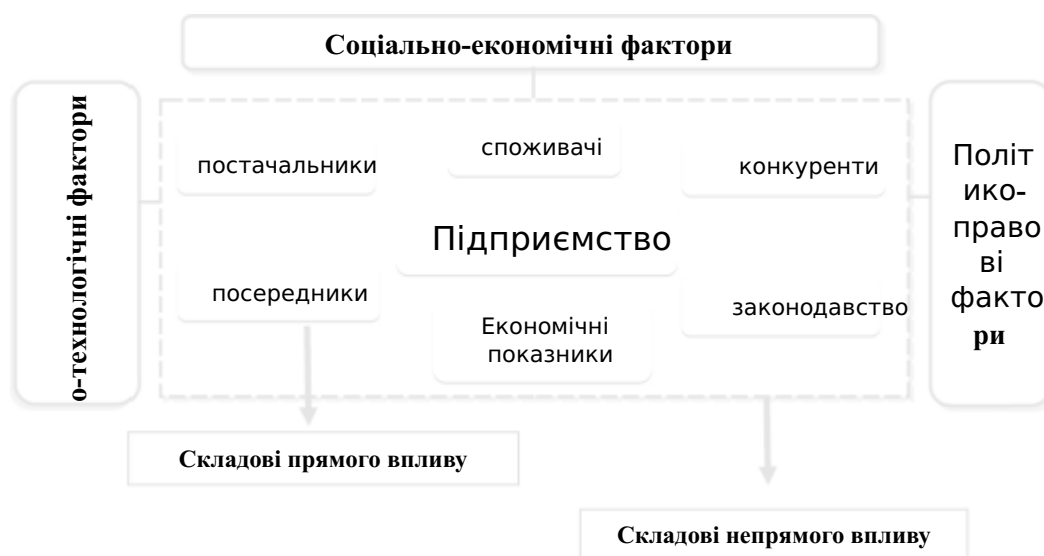 Соціально-економічні фактори
о-технологічні фактори
постачальники
споживачі
конкуренти
Підприємство
посередники
Економічні
показники
законодавство
Політ
ико-
право
ві
факто
ри
Складові прямого впливу
Складові непрямого впливу